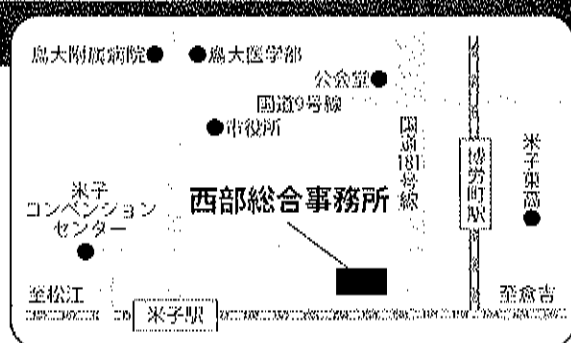 鳥大附属病院
鳥大医学部
公会堂
国道9号線
市役所
国道181号線
博労町駅
米子東高
米子
コンベンション
センター
西部総合事務所
至松江
米子駅
至倉吉